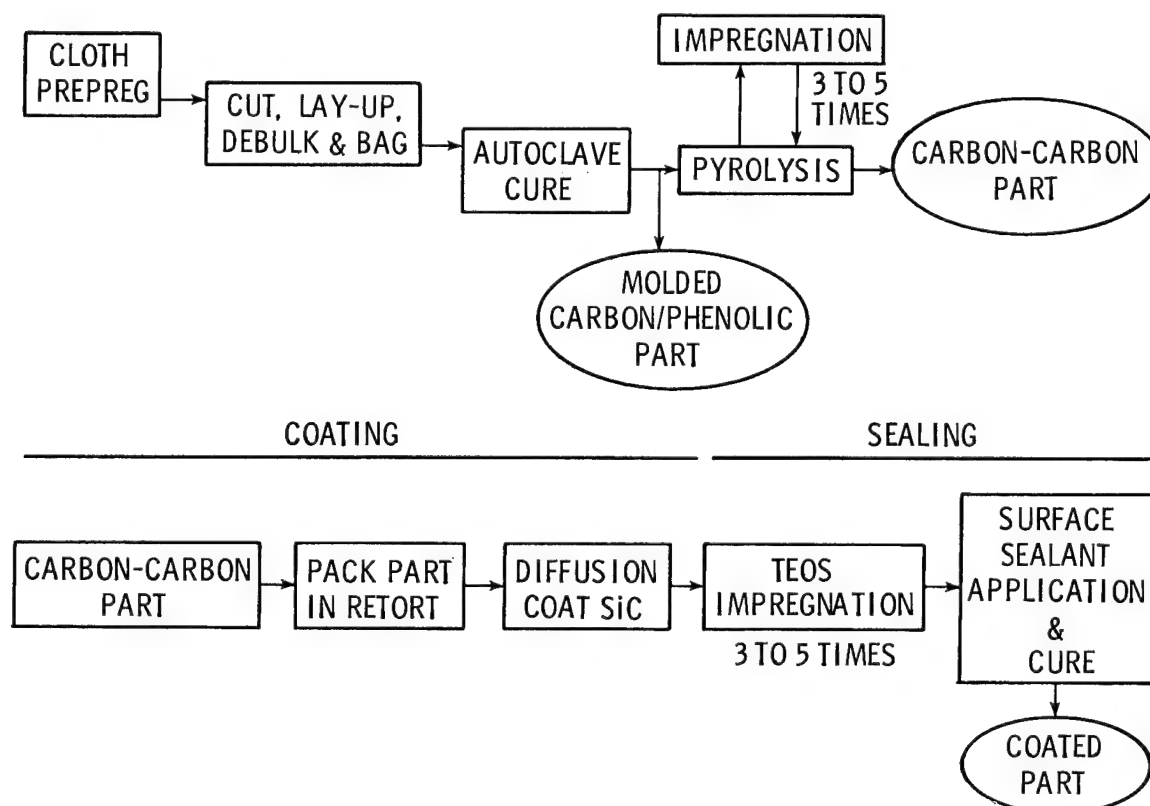 CLOTH
PREPREG
CUT, LAY-UP,
DEBULK & BAG
AUTOCLAVE
CURE
IMPREGNATION
3 TO 5
TIMES
PYROLYSIS
CARBON-CARBON
PART
MOLDED
CARBON/PHENOLIC
PART
COATING
SEALING
CARBON-CARBON
PART
PACK PART
IN RETORT
DIFFUSION
COAT SiC
TEOS
IMPREGNATION
3 TO 5 TIMES
SURFACE
SEALANT
APPLICATION
&
CURE
COATED
PART